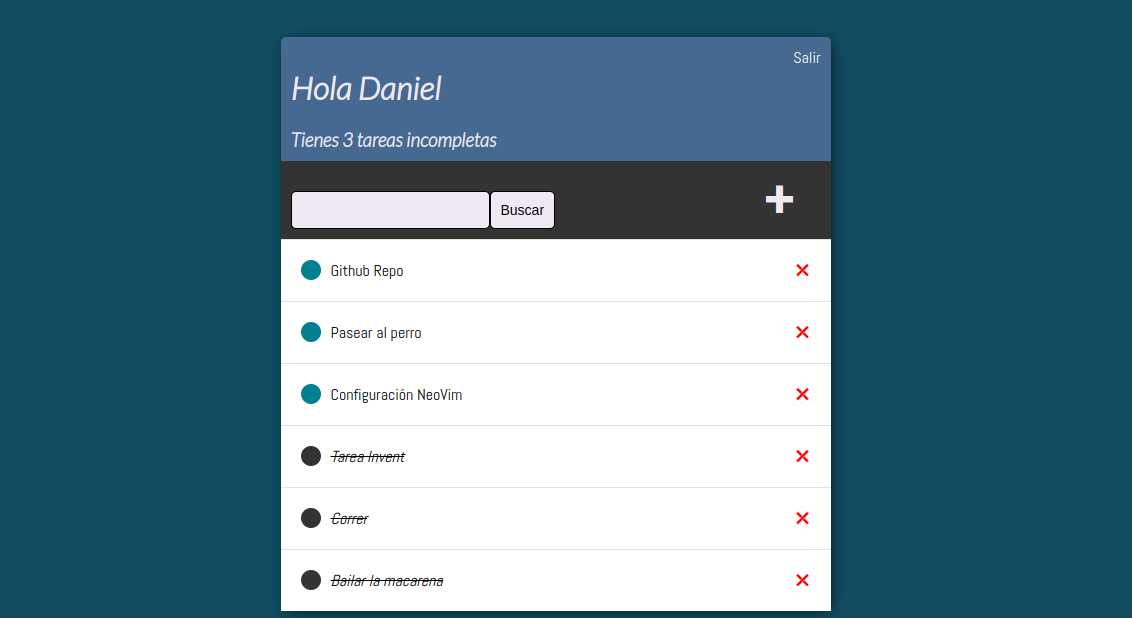 Salir
Hola Daniel
Tienes 3 tareas incompletas
Buscar
Github Repo
Pasear al perro
Configuración NeoVim
Tarea Invent
Correr
Bailar la macarena